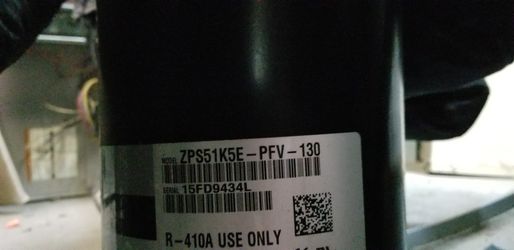 MODEL ZPS51K5E-PFV-130
SERIAL 15FD9434L
R-410A USE ONLY